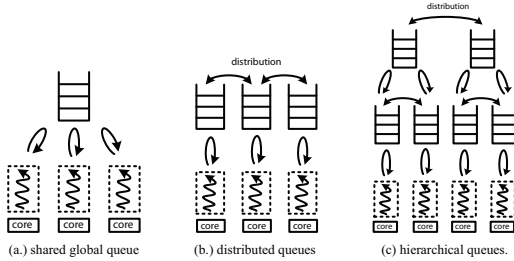 distribution
distribution
core core core
core core core
core core core core
(a.) shared global queue
(b.) distributed queues
(c) hierarchical queues.